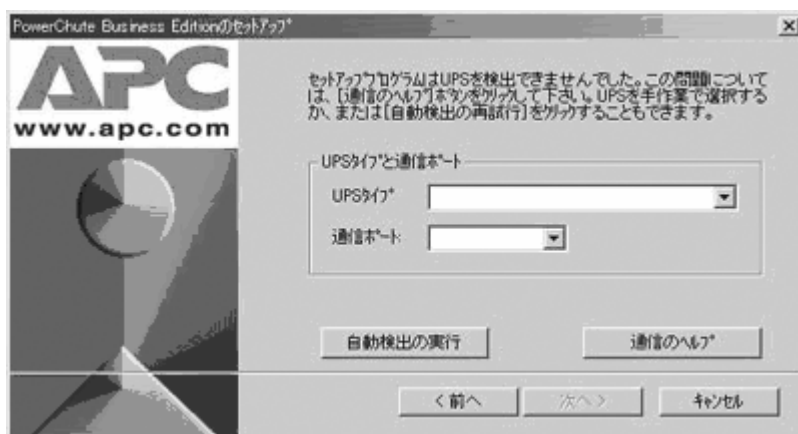 PowerChute Business Editionのｾｯﾄｱｯﾌﾟ
APC
www.apc.com
ｾｯﾄｱｯﾌﾟﾌﾟﾛｸﾞﾗﾑはUPSを検出できませんでした。この問題について
は、[通信のﾍﾙﾌﾟ]ﾎﾞﾀﾝをｸﾘｯｸして下さい。UPSを手作業で選択する
か、または[自動検出の再試行]をｸﾘｯｸすることもできます。
UPSﾀｲﾌﾟと通信ﾎﾟｰﾄ
UPSﾀｲﾌﾟ
通信ﾎﾟｰﾄ:
自動検出の実行
通信のﾍﾙﾌﾟ
< 前へ
次へ >
ｷｬﾝｾﾙ